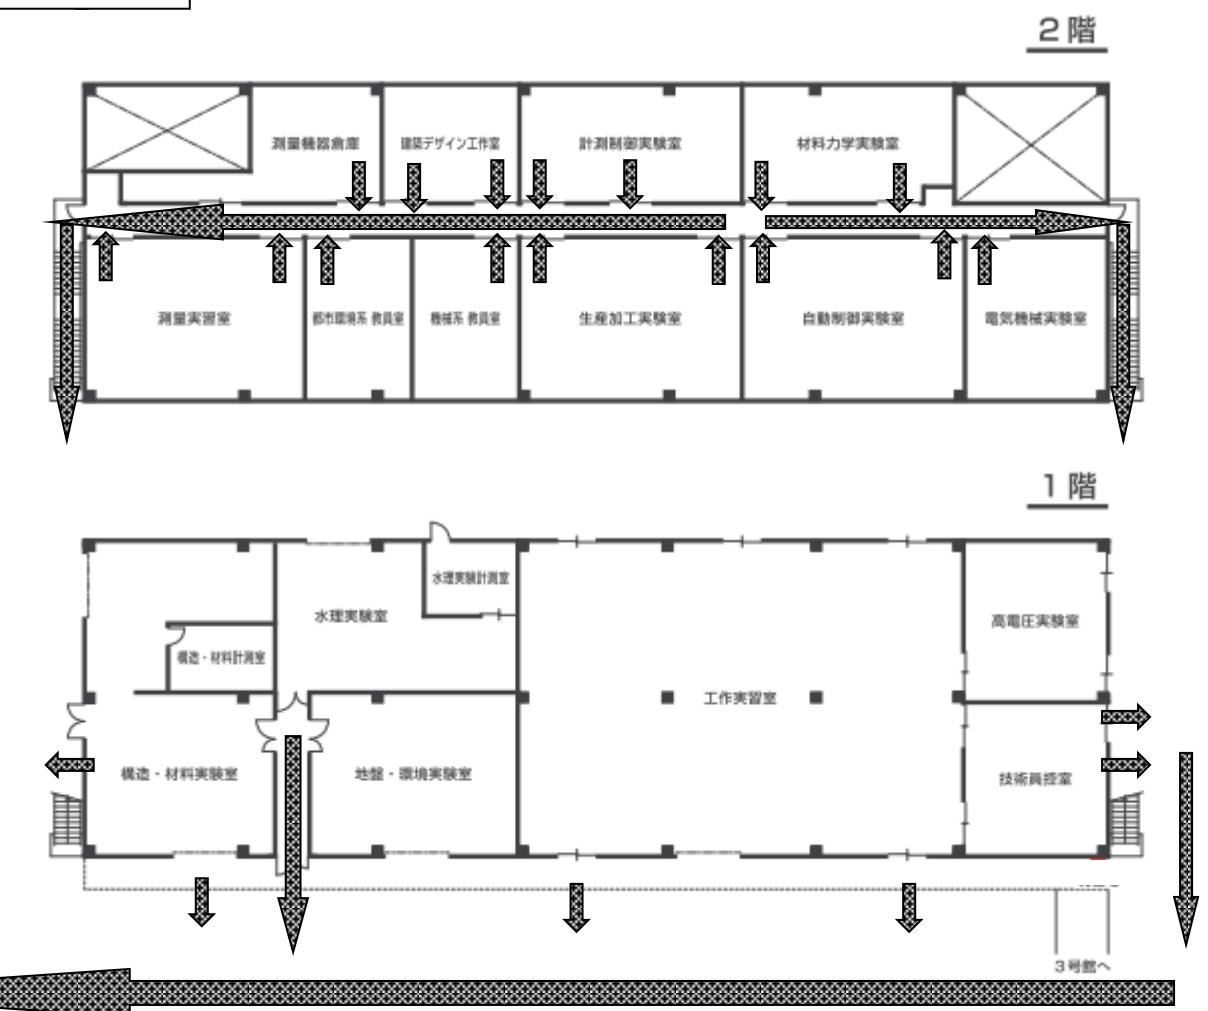 2階
測量機器倉庫
建築デザイン工作室
計測制御実験室
材料力学実験室
測量実習室
都市環境系 教員室
機械系 教員室
生産加工実験室
自動制御実験室
電気機械実験室
1階
水理実験計測室
水理実験室
高電圧実験室
構造・材料計測室
工作実習室
構造・材料実験室
地盤・環境実験室
技術員控室
3号館へ